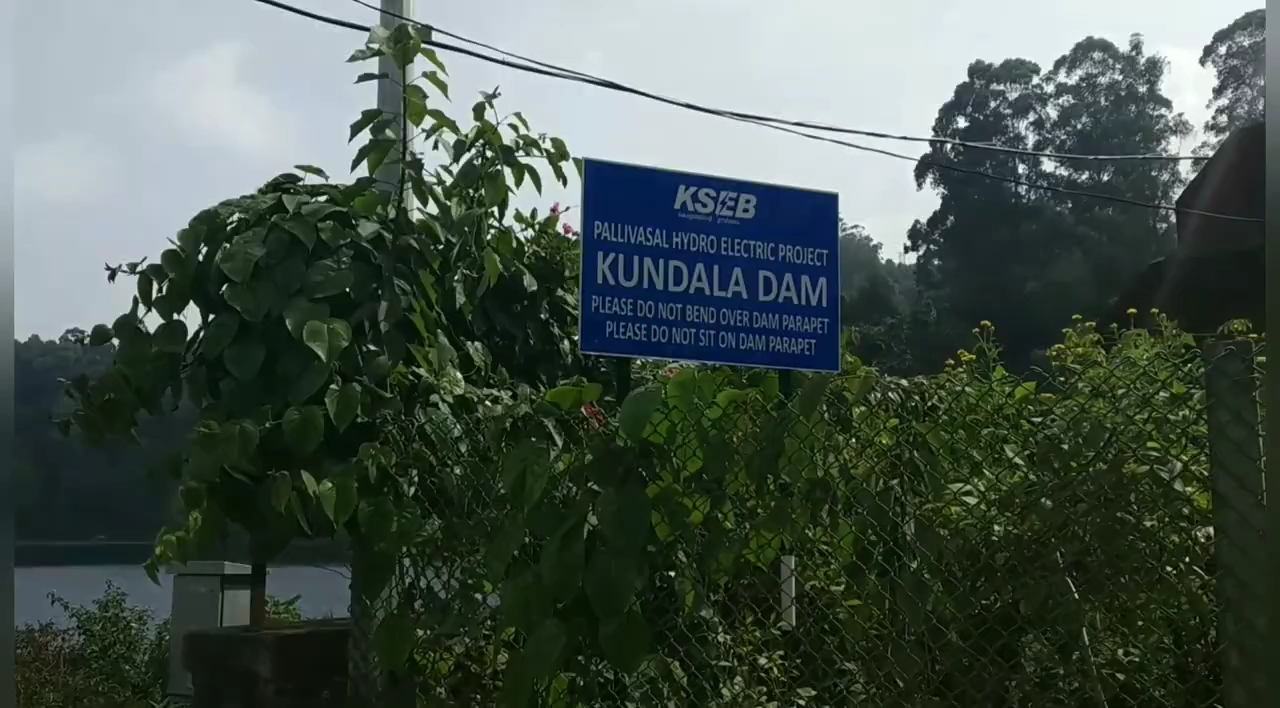 KSEB
PALLIVASAL HYDRO ELECTRIC PROJECT
KUNDALA DAM
PLEASE DO NOT BEND OVER DAM PARAPET
PLEASE DO NOT SIT ON DAM PARAPET